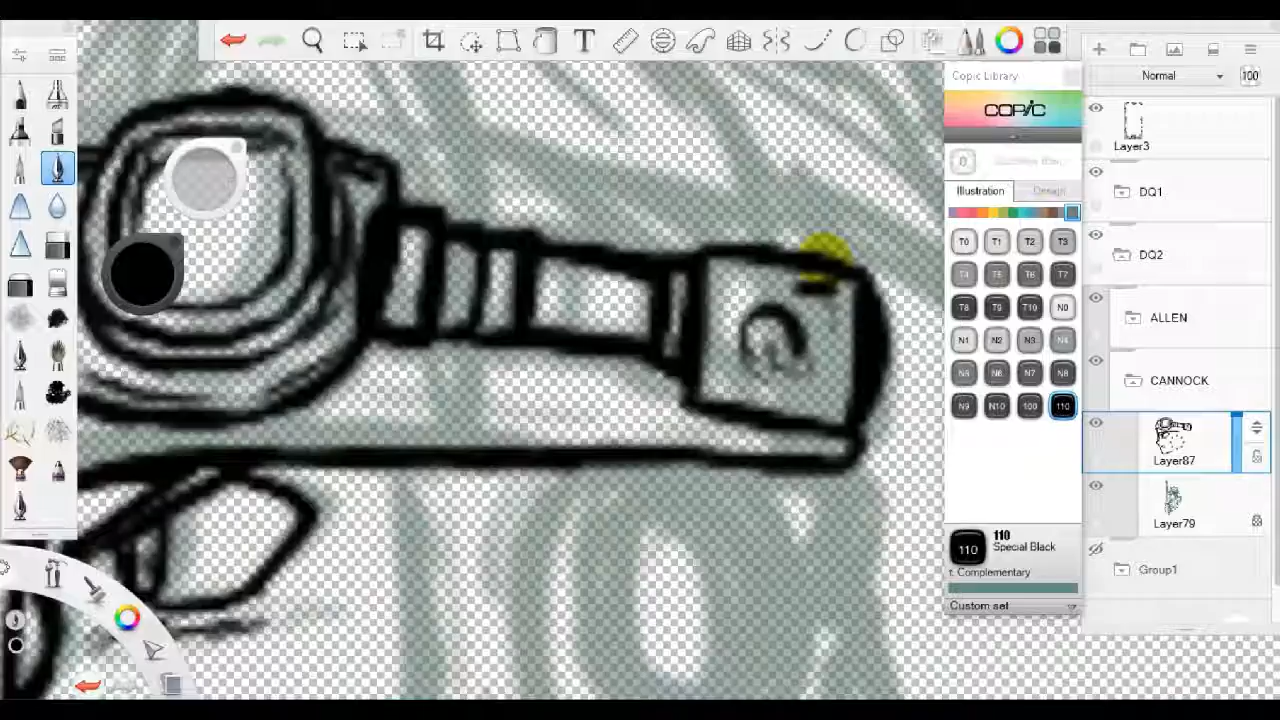 T
Copic Library
COPIC
0
Illustration
Design
T0 T1 T2 T3
T4 T5 T6 T7
T8 T9 T10 N0
N1 N2 N3 N4
N5 N6 N7 N8
N9 N10 100 110
110
110
Special Black
t. Complementary
Custom set
Normal
100
Layer3
DQ1
DQ2
ALLEN
CANNOCK
Layer87
Layer79
Group1